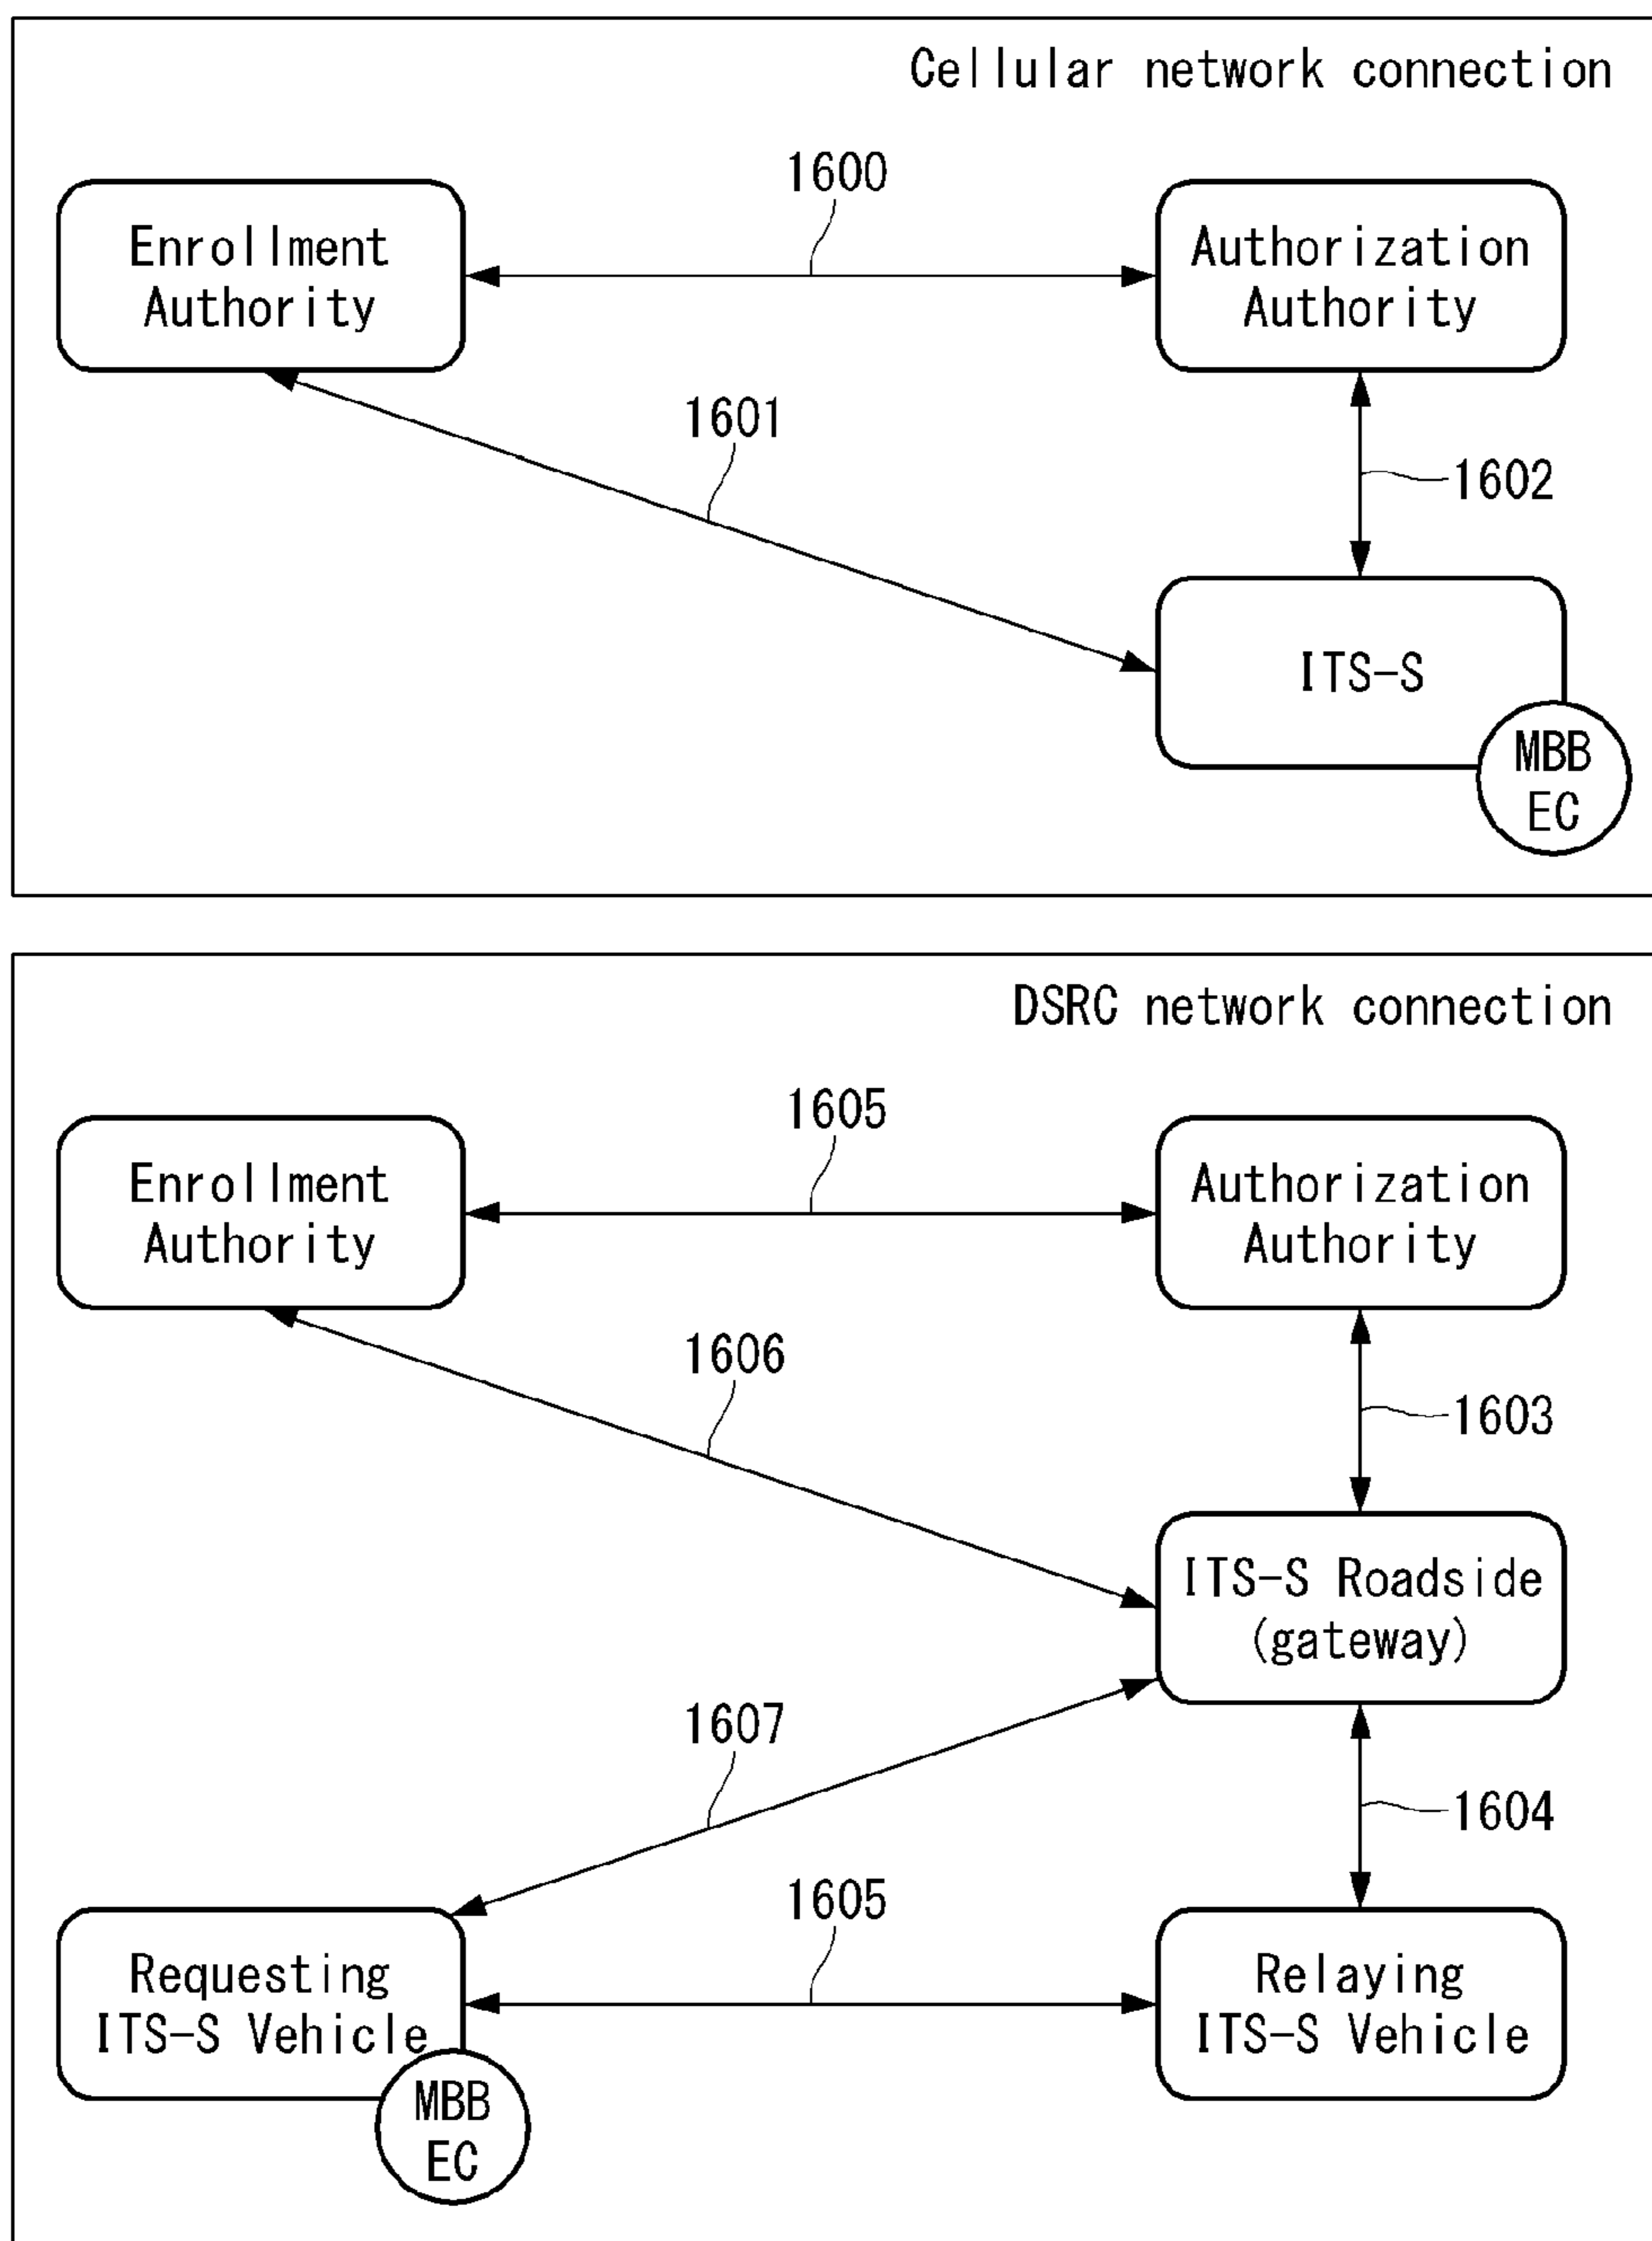 Cellular network connection
1600
Enrollment
Authority
Authorization
Authority
1601
1602
ITS-S
MBB
EC
DSRC network connection
1605
Enrollment
Authority
Authorization
Authority
1606
1603
ITS-S Roadside
(gateway)
1607
1604
1605
Requesting
ITS-S Vehicle
Relaying
ITS-S Vehicle
MBB
EC